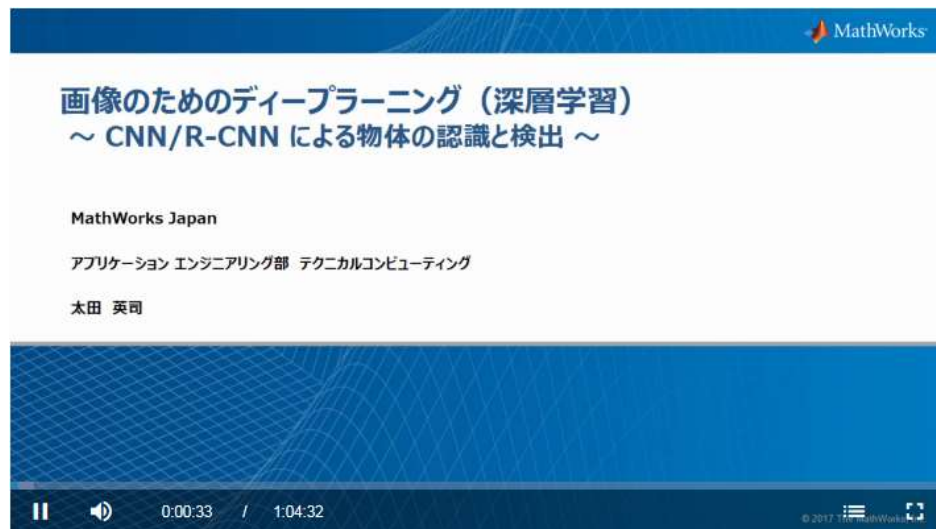 MathWorks
画像のためのディープラーニング（深層学習）
～ CNN/R-CNN による物体の認識と検出 ～
MathWorks Japan
アプリケーション エンジニアリング部 テクニカルコンピューティング
太田 英司
0:00:33 / 1:04:32
© 2017 The MathWorks, Inc.